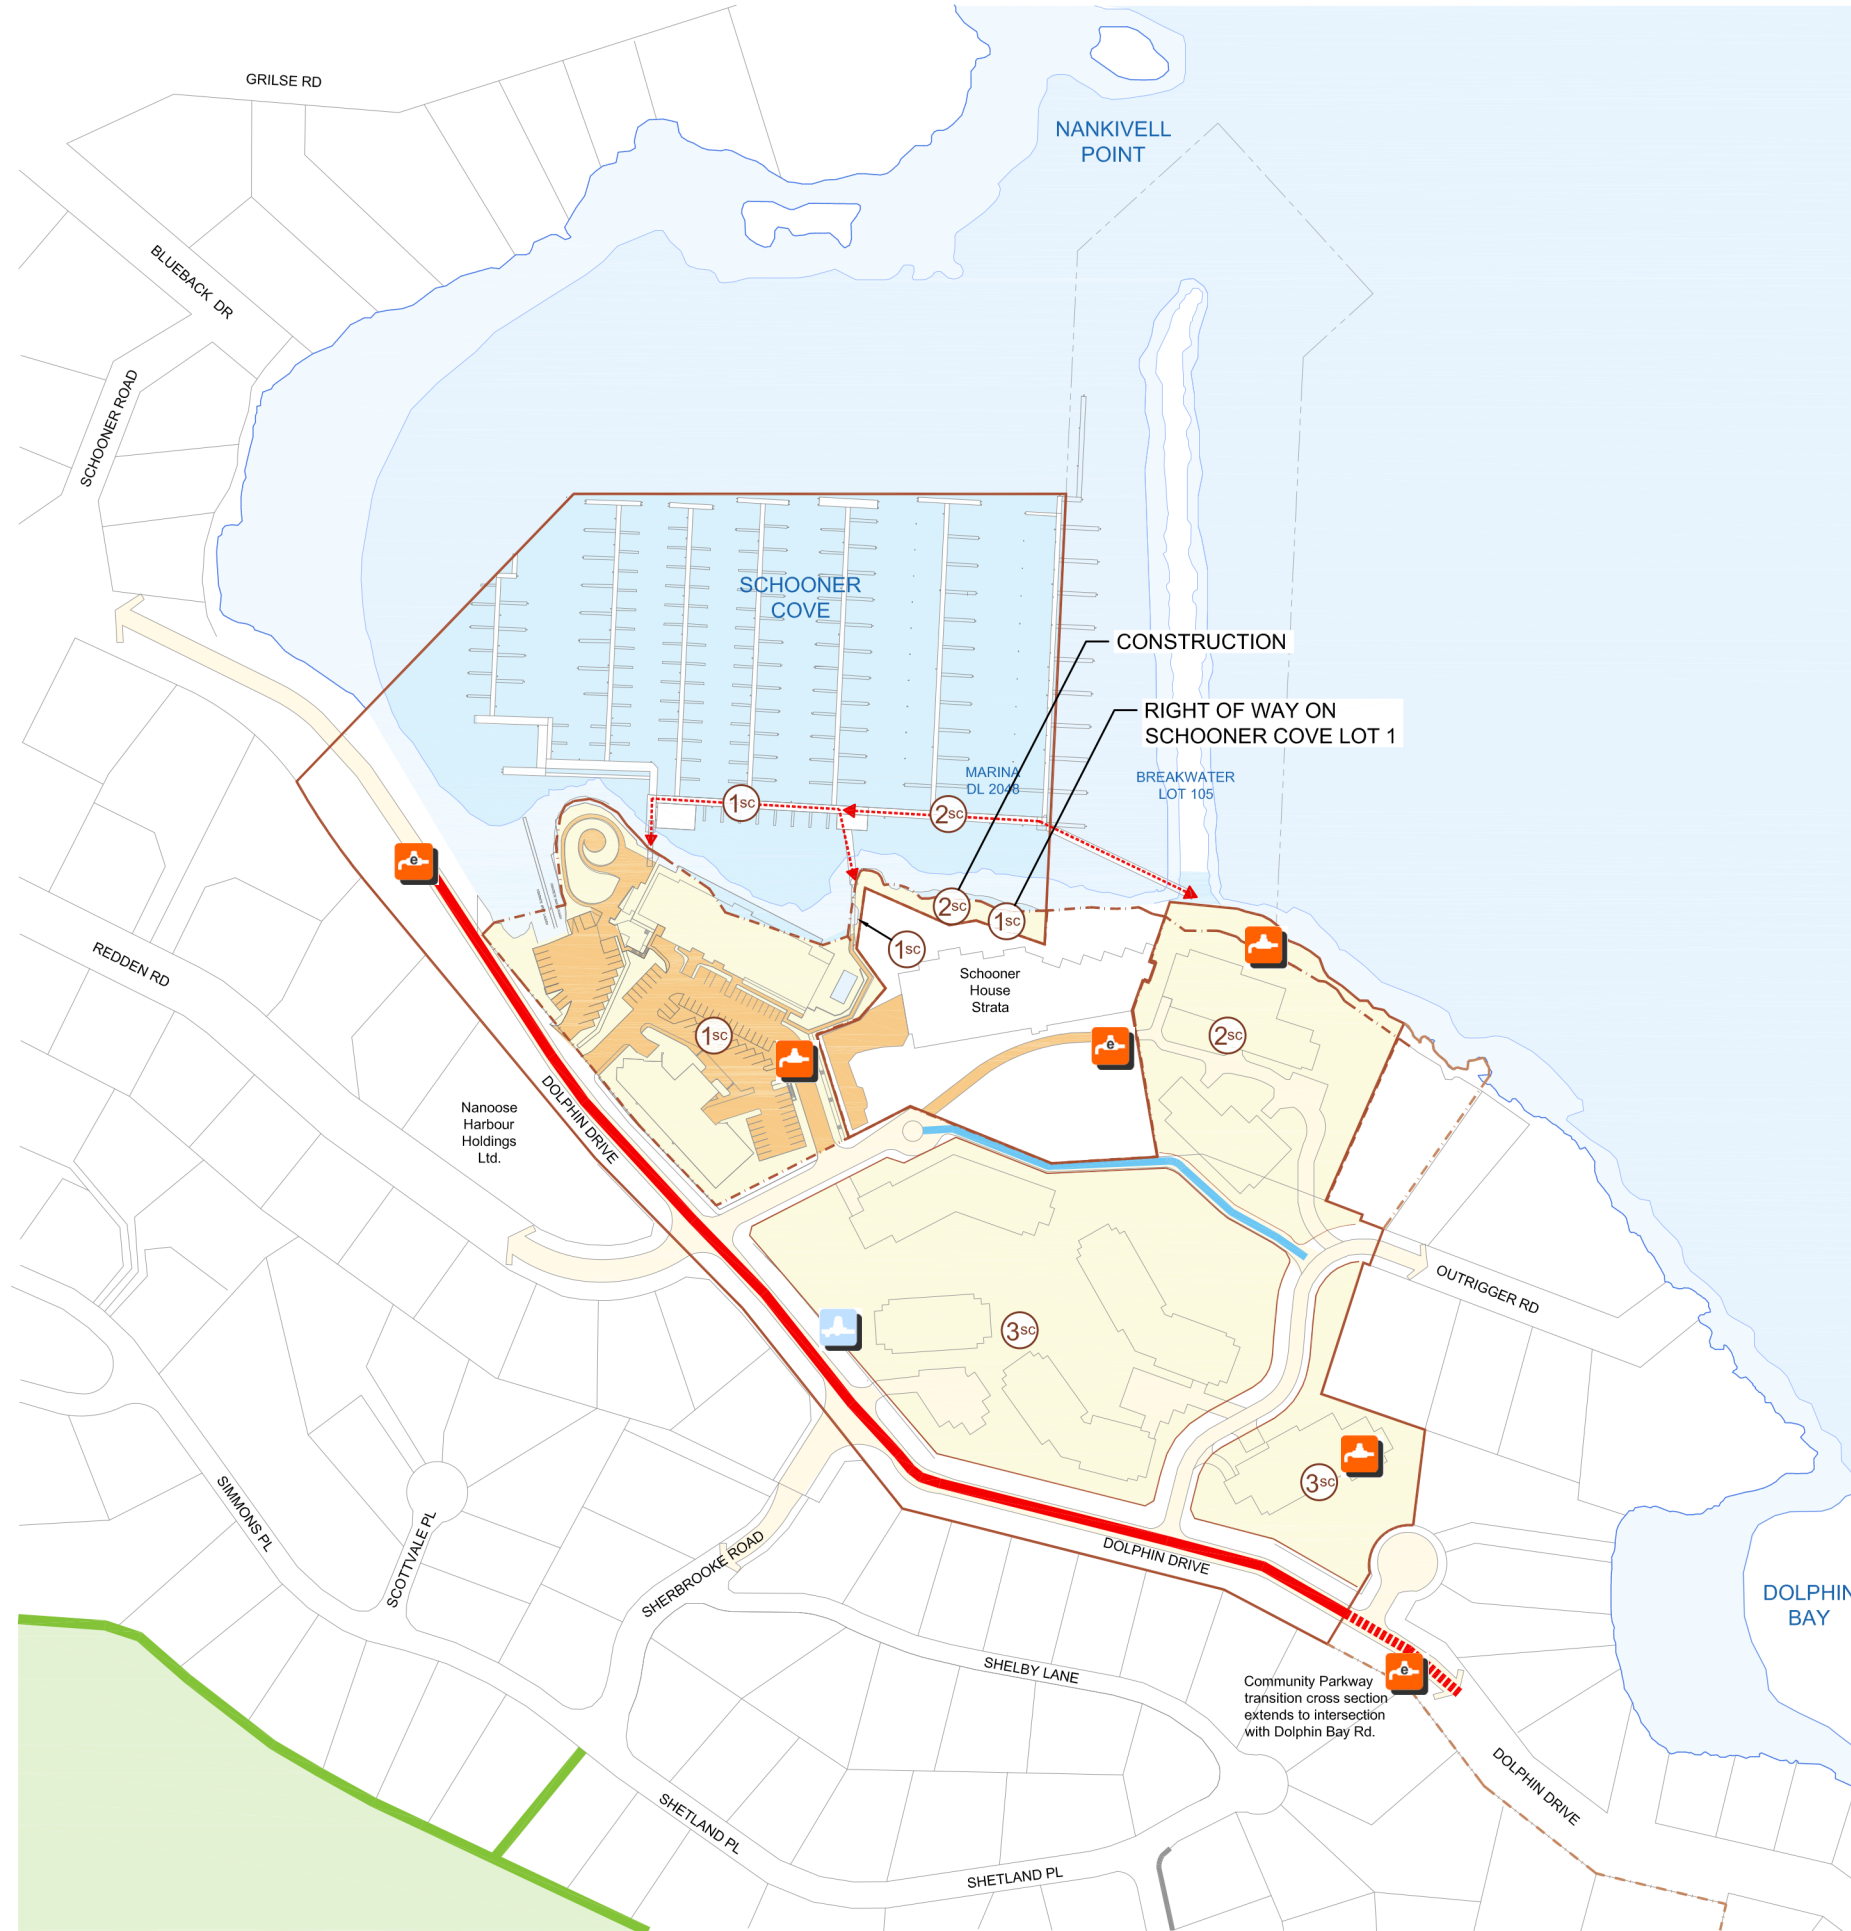 GRILSE RD
NANKIVELL
POINT
BLUEBACK DR
SCHOONER ROAD
SCHOONER
COVE
CONSTRUCTION
RIGHT OF WAY ON
SCHOONER COVE LOT 1
MARINA
DL 2048
BREAKWATER
LOT 105
1sc
2sc
e
2sc
1sc
1sc
REDDEN RD
Schooner
House
Strata
1sc
e
2sc
Nanoose
Harbour
Holdings
Ltd.
DOLPHIN DRIVE
OUTRIGGER RD
3sc
3sc
SIMMONS PL
SCOTTVALE PL
SHERBROOKE ROAD
DOLPHIN DRIVE
DOLPHIN
BAY
SHELBY LANE
e
Community Parkway
transition cross section
extends to intersection
with Dolphin Bay Rd.
DOLPHIN DRIVE
SHETLAND PL
SHETLAND PL